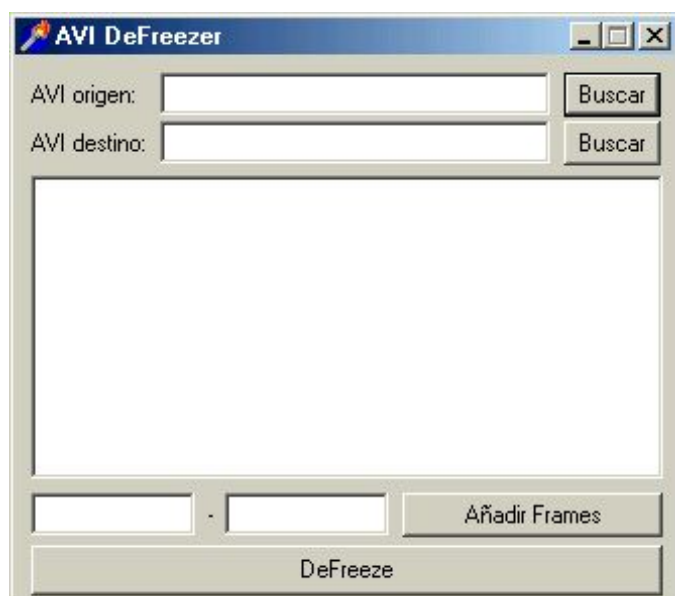 AVI DeFreezer
AVI origen: Buscar
AVI destino: Buscar
- Añadir Frames
DeFreeze